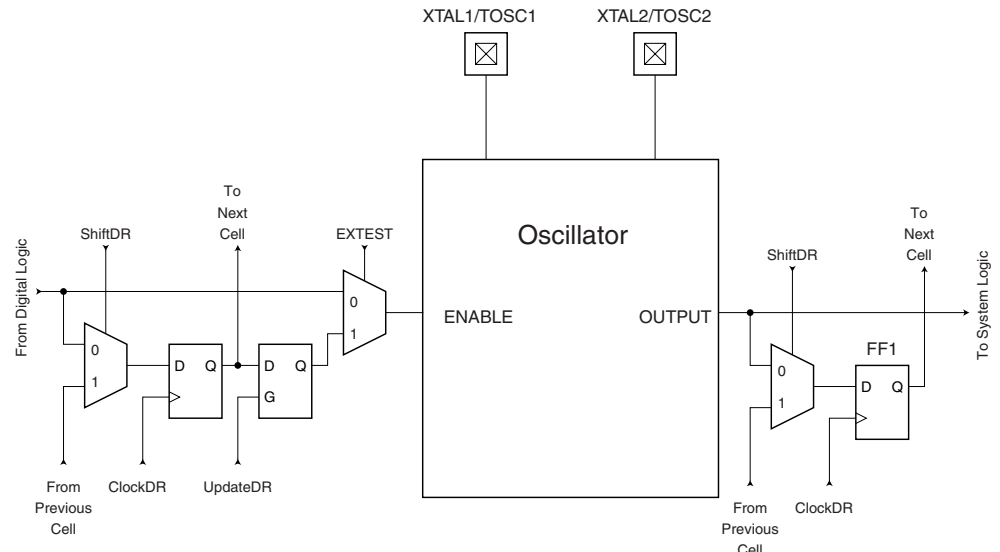 XTAL1/TOSC1
XTAL2/TOSC2
From Digital Logic
ShiftDR
To
Next
Cell
EXTEST
0
1
0
1
D Q
D Q
G
From
Previous
Cell
ClockDR
UpdateDR
Oscillator
ENABLE
OUTPUT
ShiftDR
To
Next
Cell
To System Logic
FF1
0
1
D Q
From
Previous
Cell
ClockDR